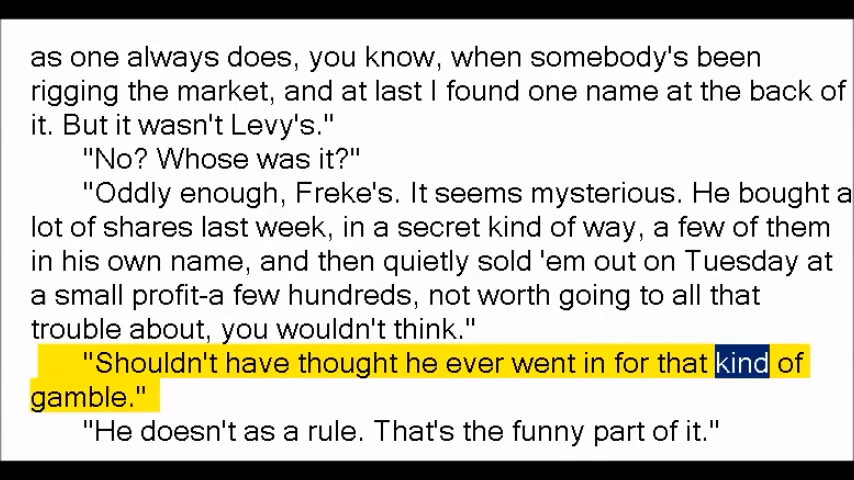 as one always does, you know, when somebody's been
rigging the market, and at last I found one name at the back of
it. But it wasn't Levy's."
"No? Whose was it?"
"Oddly enough, Freke's. It seems mysterious. He bought a
lot of shares last week, in a secret kind of way, a few of them
in his own name, and then quietly sold 'em out on Tuesday at
a small profit-a few hundreds, not worth going to all that
trouble about, you wouldn't think."
"Shouldn't have thought he ever went in for that kind of
gamble."
"He doesn't as a rule. That's the funny part of it."